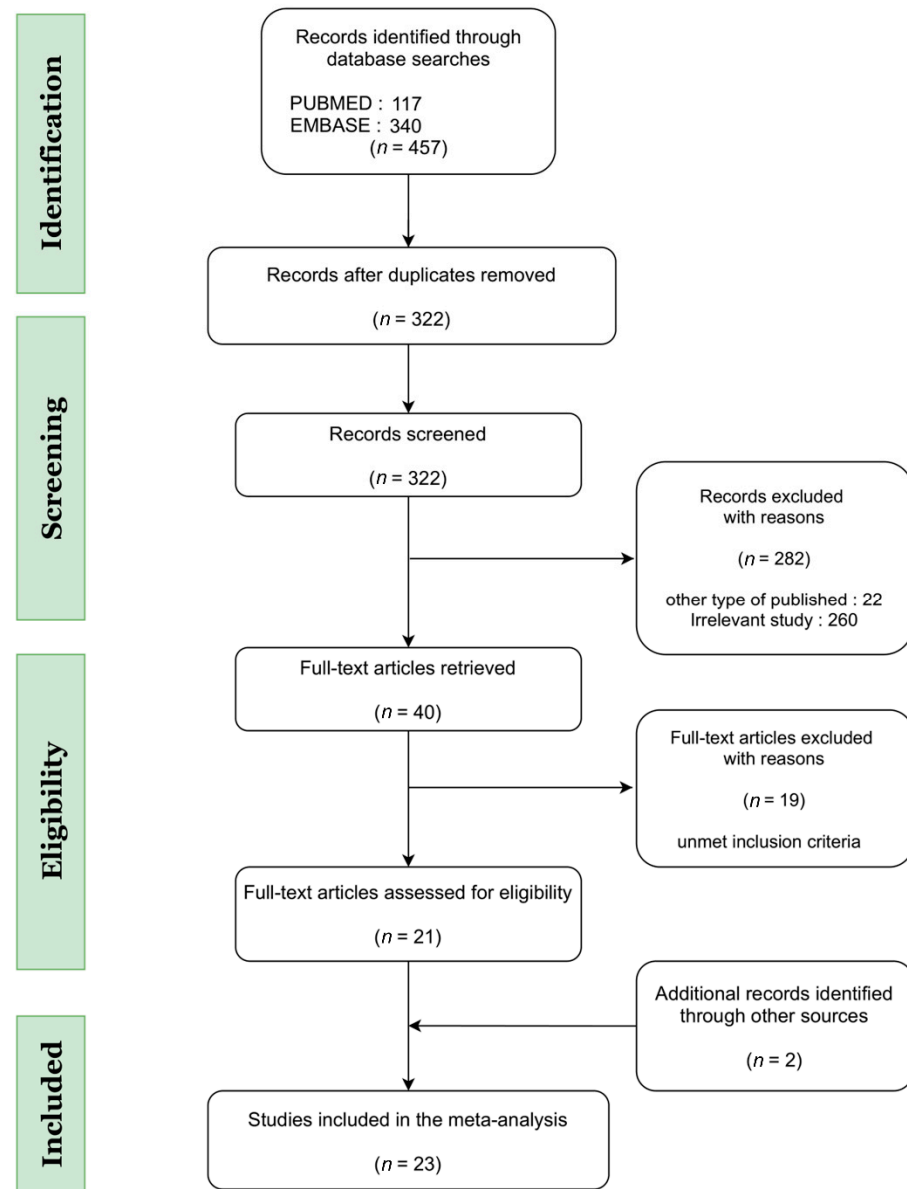 Identification
Records identified through
database searches
PUBMED : 117
EMBASE : 340
(n = 457)
Records after duplicates removed
(n = 322)
Screening
Records screened
(n = 322)
Records excluded
with reasons
(n = 282)
other type of published : 22
Irrelevant study : 260
Eligibility
Full-text articles retrieved
(n = 40)
Full-text articles excluded
with reasons
(n = 19)
unmet inclusion criteria
Full-text articles assessed for eligibility
(n = 21)
Additional records identified
through other sources
(n = 2)
Included
Studies included in the meta-analysis
(n = 23)